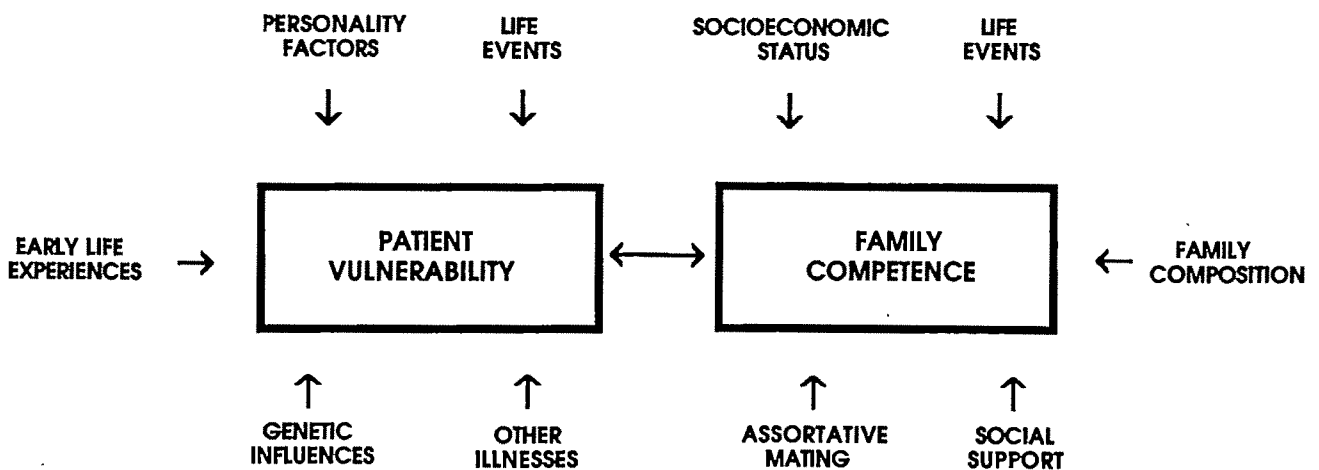 PERSONALITY
FACTORS
LIFE
EVENTS
SOCIOECONOMIC
STATUS
LIFE
EVENTS
EARLY LIFE
EXPERIENCES
PATIENT
VULNERABILITY
FAMILY
COMPETENCE
FAMILY
COMPOSITION
GENETIC
INFLUENCES
OTHER
ILLNESSES
ASSORTATIVE
MATING
SOCIAL
SUPPORT